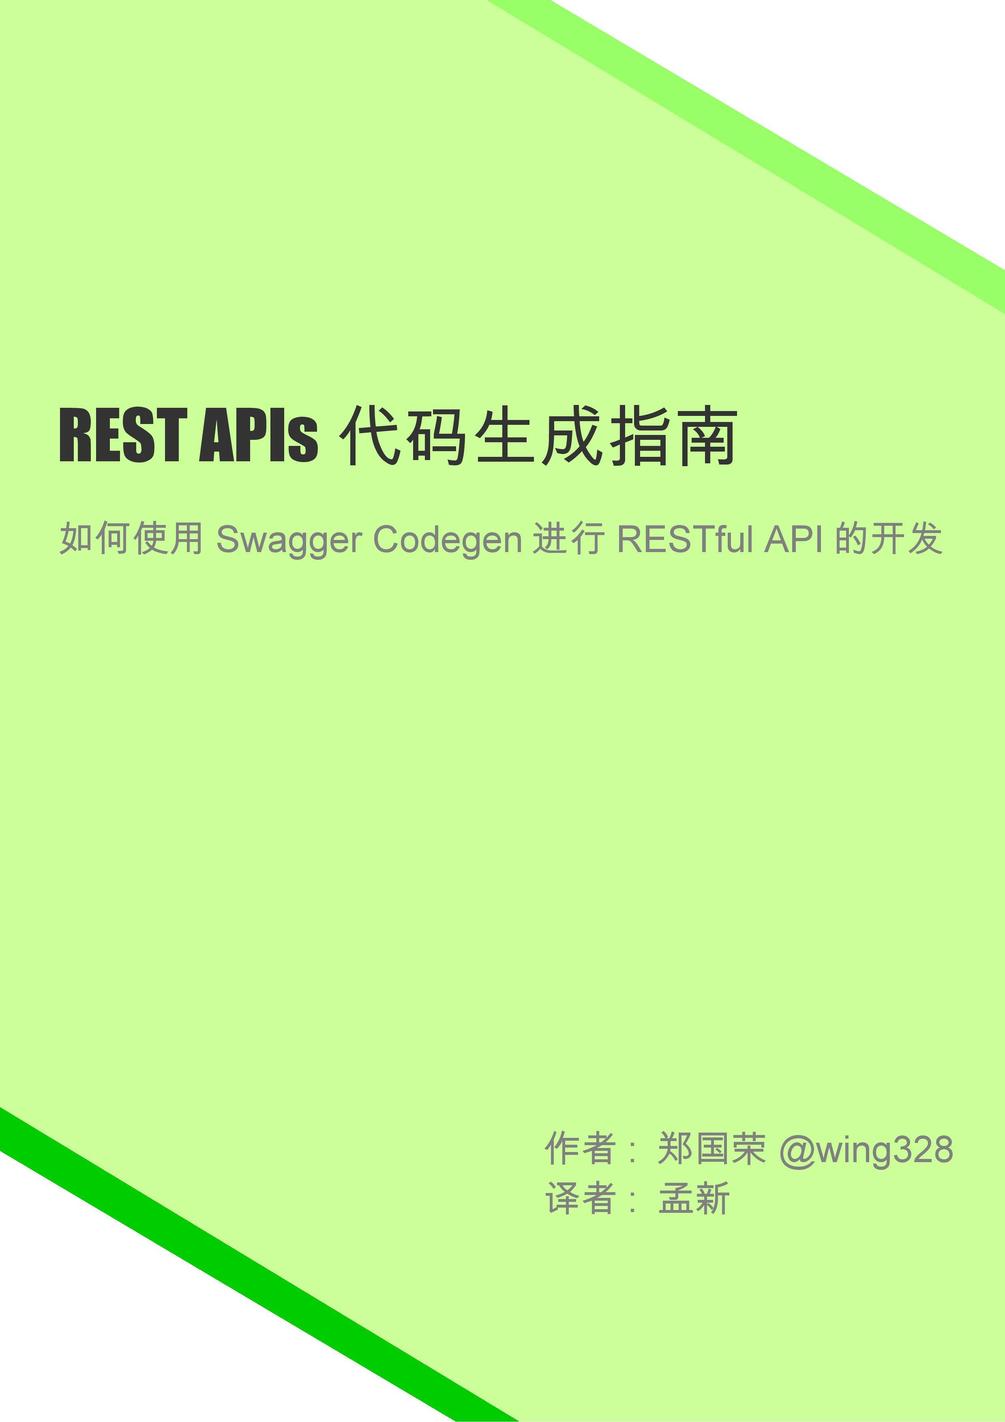 REST APIs 代码生成指南
如何使用 Swagger Codegen 进行 RESTful API 的开发
作者： 郑国荣 @wing328
译者： 孟新